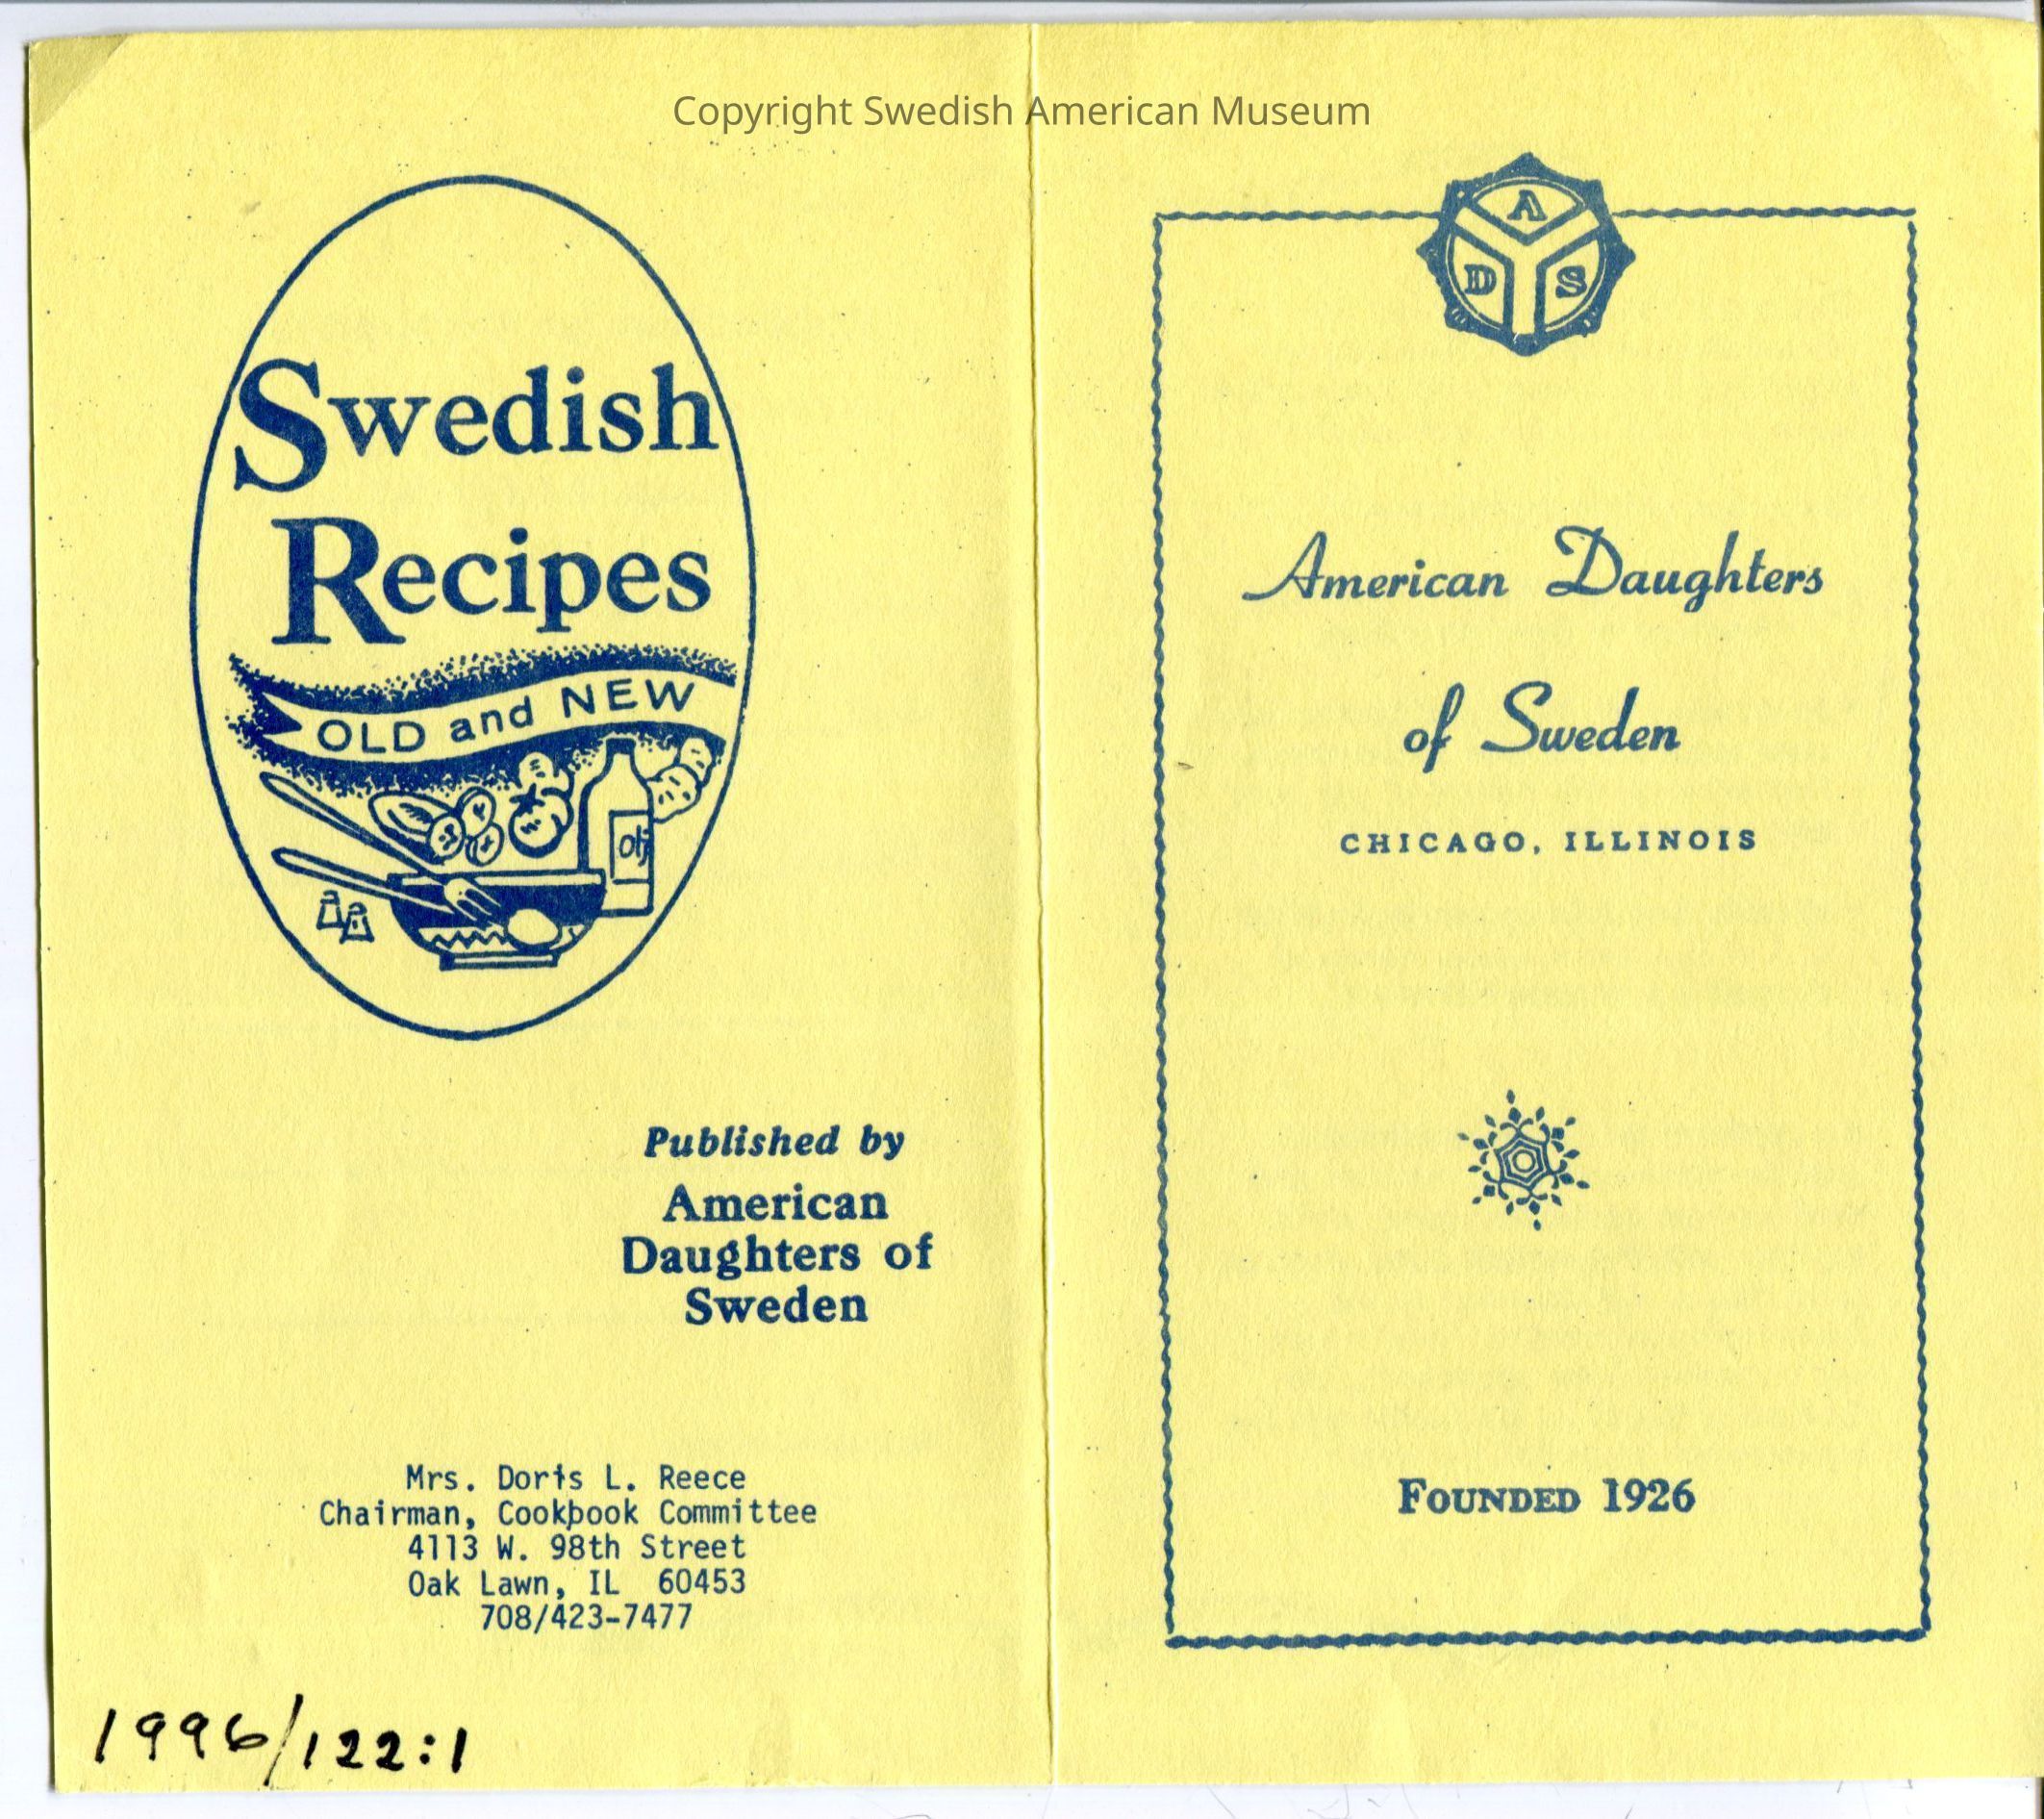 Copyright Swedish American Museum
Swedish
Recipes
OLD and NEW
olj
Published by
American
Daughters of
Sweden
Mrs. Doris L. Reece
Chairman, Cookbook Committee
4113 W. 98th Street
Oak Lawn, IL 60453
708/423-7477
1996/122:1
A
D S
American Daughters
of Sweden
CHICAGO, ILLINOIS
FOUNDED 1926